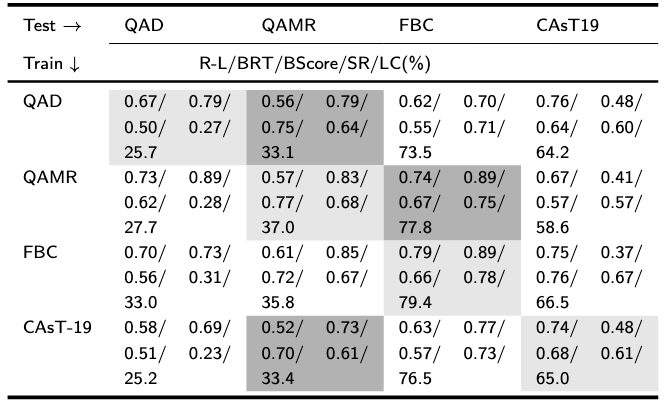 Test → QAD QAMR FBC CAsT19
Train ↓ R-L/BRT/BScore/SR/LC(%)
QAD 0.67/ 0.79/ 0.56/ 0.79/ 0.62/ 0.70/ 0.76/ 0.48/
0.50/ 0.27/ 0.75/ 0.64/ 0.55/ 0.71/ 0.64/ 0.60/
25.7 33.1 73.5 64.2
QAMR 0.73/ 0.89/ 0.57/ 0.83/ 0.74/ 0.89/ 0.67/ 0.41/
0.62/ 0.28/ 0.77/ 0.68/ 0.67/ 0.75/ 0.57/ 0.57/
27.7 37.0 77.8 58.6
FBC 0.70/ 0.73/ 0.61/ 0.85/ 0.79/ 0.89/ 0.75/ 0.37/
0.56/ 0.31/ 0.72/ 0.67/ 0.66/ 0.78/ 0.76/ 0.67/
33.0 35.8 79.4 66.5
CAsT-19 0.58/ 0.69/ 0.52/ 0.73/ 0.63/ 0.77/ 0.74/ 0.48/
0.51/ 0.23/ 0.70/ 0.61/ 0.57/ 0.73/ 0.68/ 0.61/
25.2 33.4 76.5 65.0